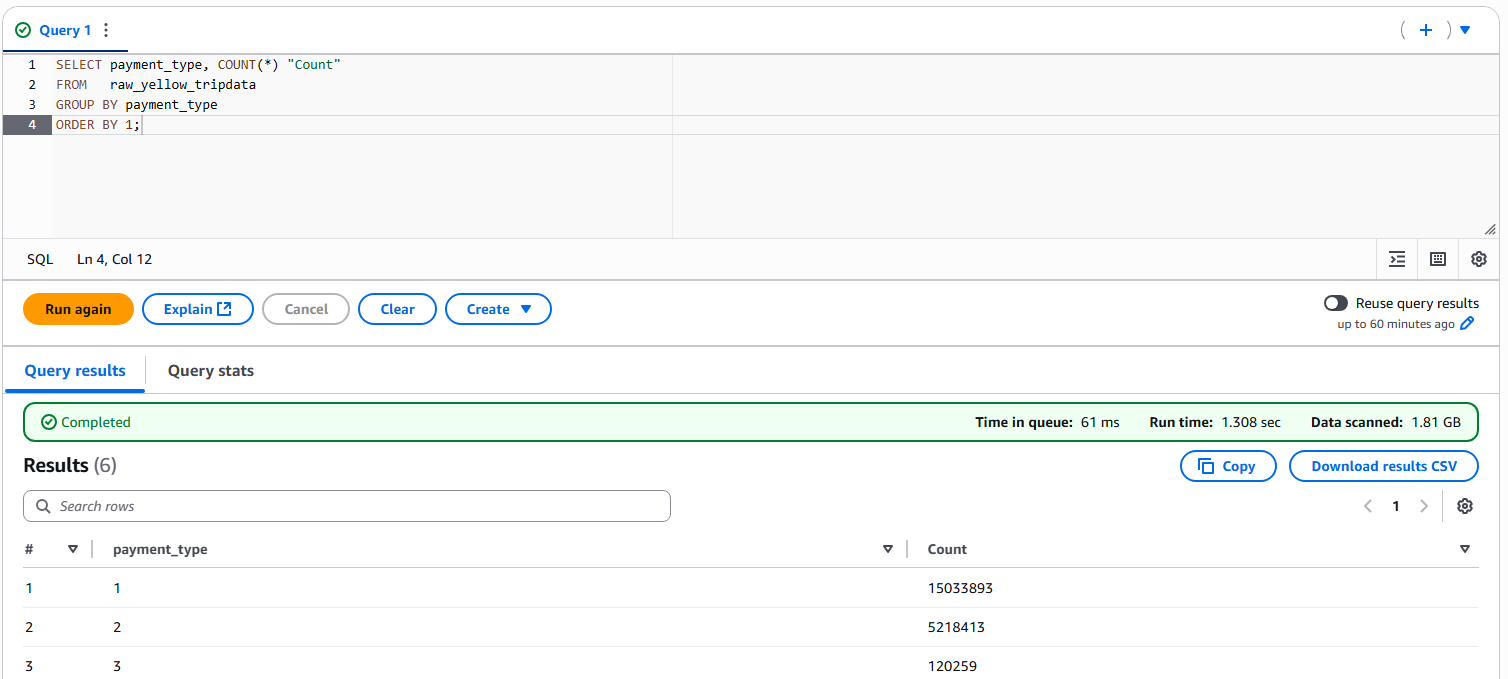 Query 1
1 SELECT payment_type, COUNT(*) "Count"
2 FROM   raw_yellow_tripdata
3 GROUP BY payment_type
4 ORDER BY 1;
SQL Ln 4, Col 12
Run again Explain Cancel Clear Create Reuse query results
up to 60 minutes ago
Query results Query stats
Completed Time in queue: 61 ms Run time: 1.308 sec Data scanned: 1.81 GB
Results (6) Copy Download results CSV
Search rows 1
# payment_type Count
1 1 15033893
2 2 5218413
3 3 120259